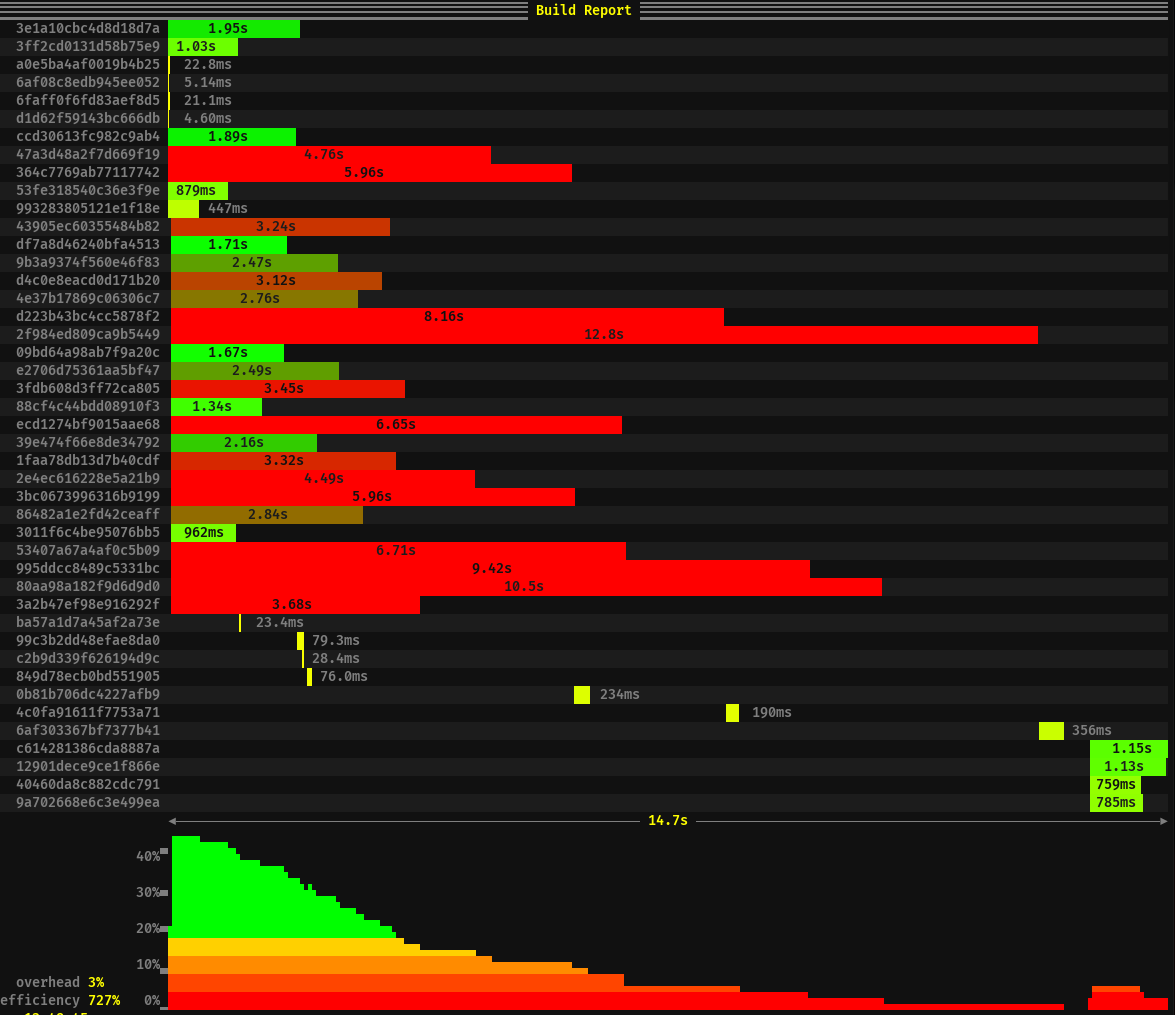 Build Report
3e1a10cbc4d8d18d7a 1.95s
3ff2cd0131d58b75e9 1.03s
a0e5ba4af0019b4b25 22.8ms
6af08c8edb945ee052 5.14ms
6faff0f6fd83aef8d5 21.1ms
d1d62f59143bc666db 4.60ms
ccd30613fc982c9ab4 1.89s
47a3d48a2f7d669f19 4.76s
364c7769ab77117742 5.96s
53fe318540c36e3f9e 879ms
993283805121e1f18e 447ms
43905ec60355484b82 3.24s
df7a8d46240bfa4513 1.71s
9b3a9374f560e46f83 2.47s
d4c0e8eacd0d171b20 3.12s
4e37b17869c06306c7 2.76s
d223b43bc4cc5878f2 8.16s
2f984ed809ca9b5449 12.8s
09bd64a98ab7f9a20c 1.67s
e2706d75361aa5bf47 2.49s
3fdb608d3ff72ca805 3.45s
88cf4c44bdd08910f3 1.34s
ecd1274bf9015aae68 6.65s
39e474f66e8de34792 2.16s
1faa78db13d7b40cdf 3.32s
2e4ec616228e5a21b9 4.49s
3bc0673996316b9199 5.96s
86482a1e2fd42ceaff 2.84s
3011f6c4be95076bb5 962ms
53407a67a4af0c5b09 6.71s
995ddcc8489c5331bc 9.42s
80aa98a182f9d6d9d0 10.5s
3a2b47ef98e916292f 3.68s
ba57a1d7a45af2a73e 23.4ms
99c3b2dd48efae8da0 79.3ms
c2b9d339f626194d9c 28.4ms
849d78ecb0bd551905 76.0ms
0b81b706dc4227afb9 234ms
4c0fa91611f7753a71 190ms
6af303367bf7377b41 356ms
c614281386cda8887a 1.15s
12901dece9ce1f866e 1.13s
40460da8c882cdc791 759ms
9a702668e6c3e499ea 785ms
14.7s
40%
30%
20%
10%
overhead 3%
efficiency 727% 0%